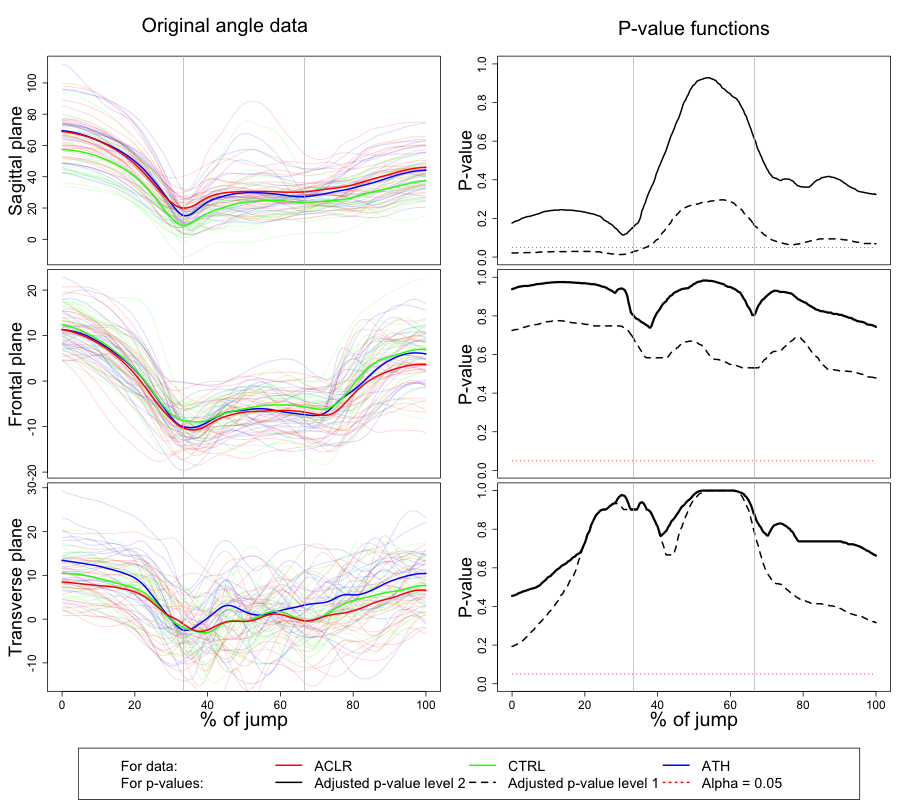 Original angle data
P-value functions
Sagittal plane
0 20 40 60 80 100
P-value
0.0 0.2 0.4 0.6 0.8 1.0
Frontal plane
-20 -10 0 10 20
P-value
0.0 0.2 0.4 0.6 0.8 1.0
Transverse plane
-10 0 10 20 30
P-value
0.0 0.2 0.4 0.6 0.8 1.0
0 20 40 60 80 100
0 20 40 60 80 100
% of jump
% of jump
For data: ACLR CTRL ATH
For p-values: Adjusted p-value level 2 Adjusted p-value level 1 Alpha = 0.05